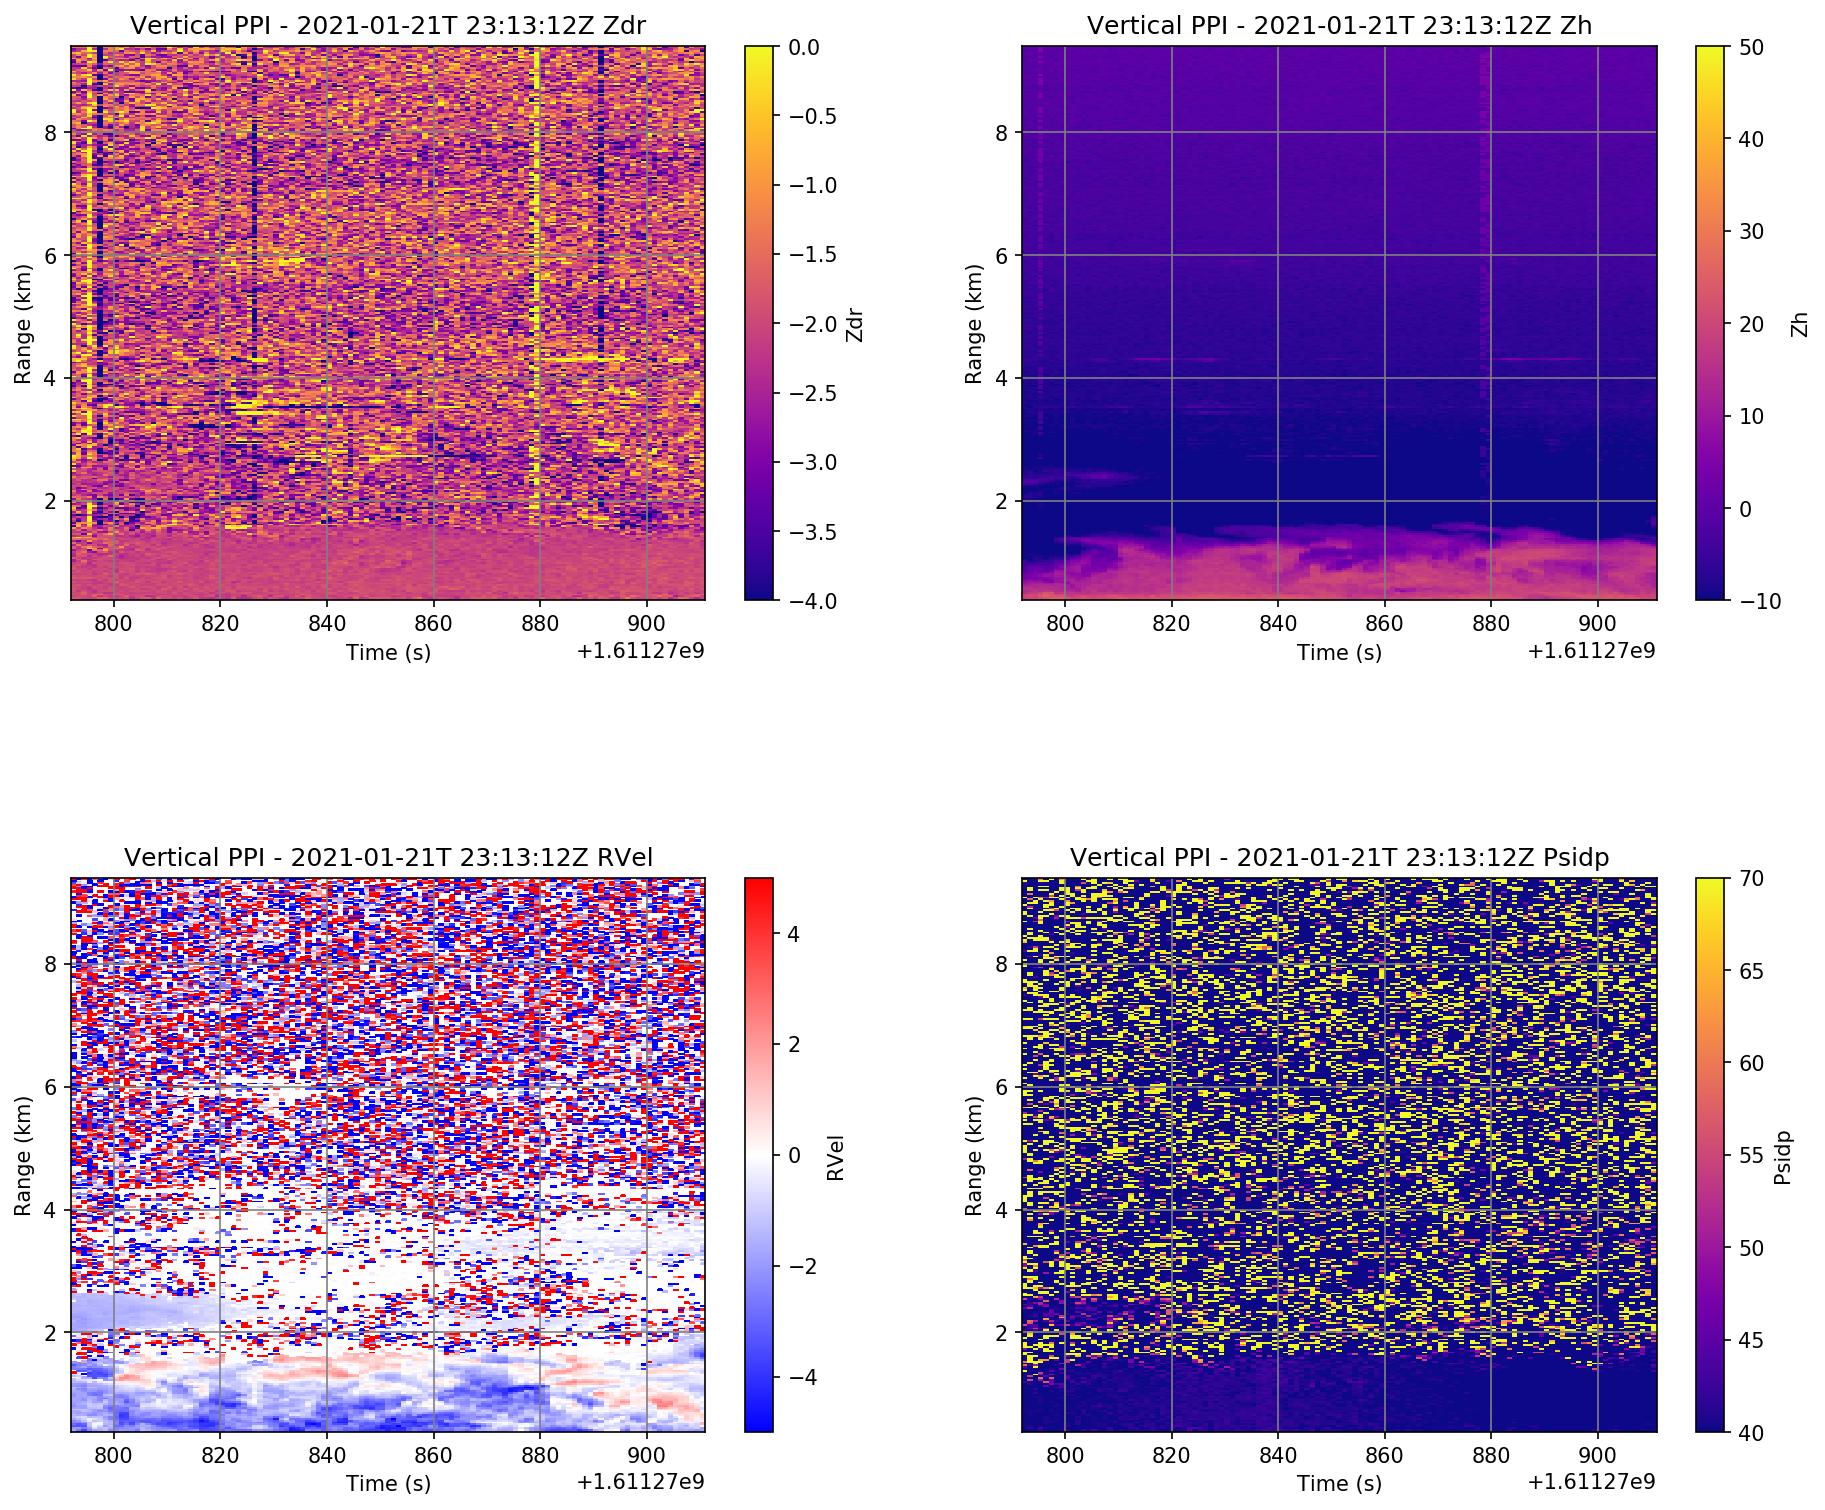 Vertical PPI - 2021-01-21T 23:13:12Z Zdr
Range (km)
8
6
4
2
800 820 840 860 880 900
Time (s)
+1.61127e9
0.0
−0.5
−1.0
−1.5
−2.0
−2.5
−3.0
−3.5
−4.0
Zdr
Vertical PPI - 2021-01-21T 23:13:12Z Zh
Range (km)
8
6
4
2
800 820 840 860 880 900
Time (s)
+1.61127e9
50
40
30
20
10
0
−10
Zh
Vertical PPI - 2021-01-21T 23:13:12Z RVel
Range (km)
8
6
4
2
800 820 840 860 880 900
Time (s)
+1.61127e9
4
2
0
−2
−4
RVel
Vertical PPI - 2021-01-21T 23:13:12Z Psidp
Range (km)
8
6
4
2
800 820 840 860 880 900
Time (s)
+1.61127e9
70
65
60
55
50
45
40
Psidp